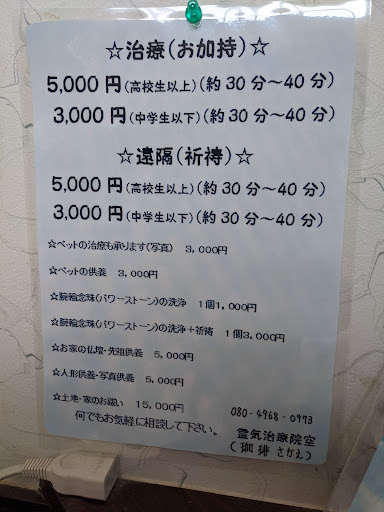 ☆治療(お加持)☆
5,000円(高校生以上)(約30分～40分)
3,000円(中学生以下)(約30分～40分)
☆遠隔(祈祷)☆
5,000円(高校生以上)(約30分～40分)
3,000円(中学生以下)(約30分～40分)
☆ペットの治療も承ります(写真) 3,000円
☆ペットの供養 3,000円
☆腕輪念珠(パワーストーン)の洗浄 1個1,000円
☆腕輪念珠(パワーストーン)の洗浄＋祈祷 1個3,000円
☆お家の仏壇・先祖供養 5,000円
☆人形供養・写真供養 5,000円
☆土地・家のお祓い 15,000円
何でもお気軽に相談して下さい。
080-4968-0973
霊気治療院室
(珈琲 さかえ)